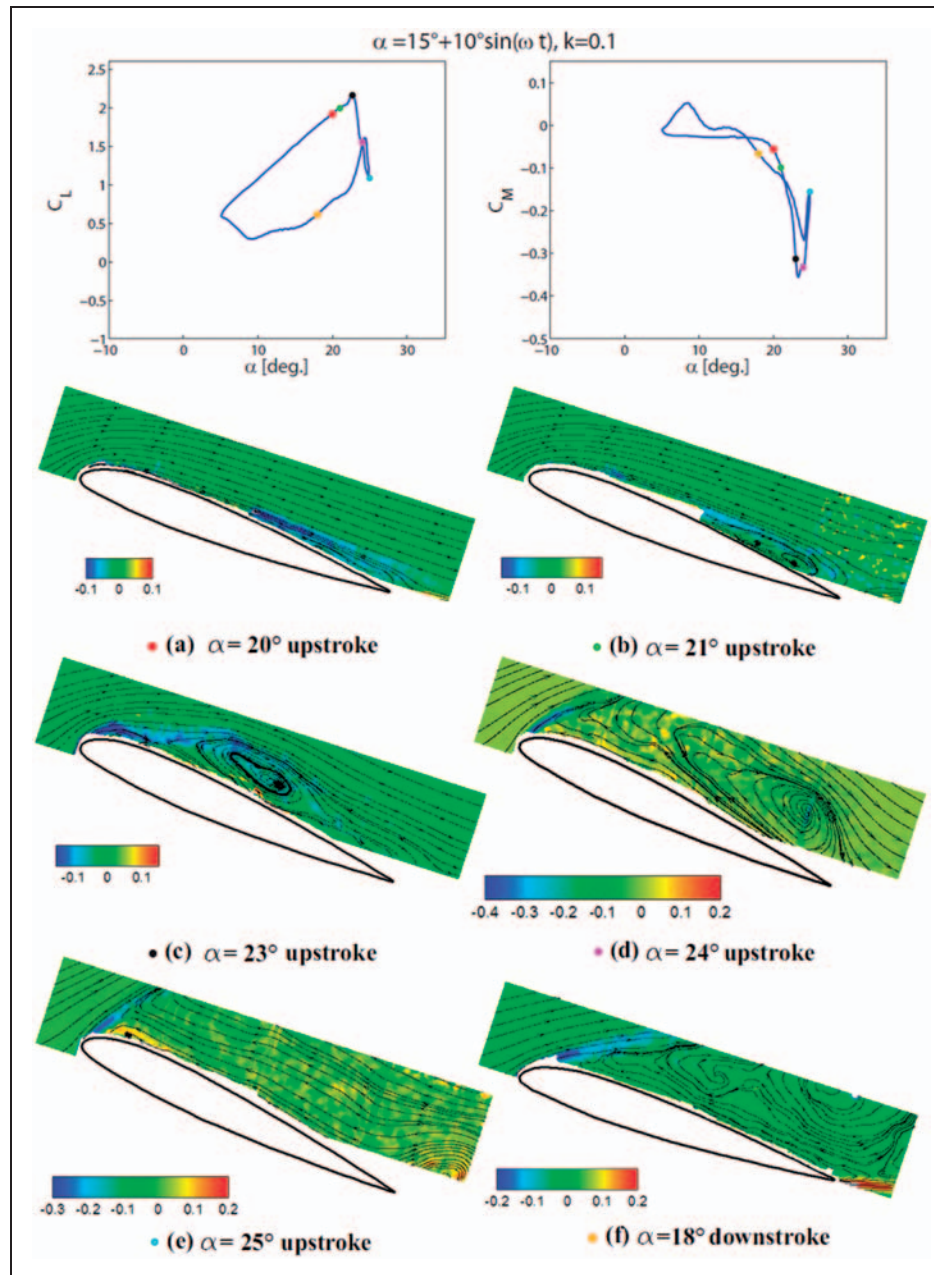 α =15°+10°sin(ω t), k=0.1
2.5
2
1.5
1
0.5
0
−0.5
−1
C_L
−10
0
10
20
30
α [deg.]
0.15
0.1
0
−0.1
−0.2
−0.3
−0.4
−0.5
C_M
−10
0
10
20
30
α [deg.]
-0.1 0 0.1
(a) α= 20° upstroke
-0.1 0 0.1
(b) α= 21° upstroke
-0.1 0 0.1
(c) α= 23° upstroke
-0.4 -0.3 -0.2 -0.1 0 0.1 0.2
(d) α= 24° upstroke
-0.3 -0.2 -0.1 0 0.1 0.2
(e) α= 25° upstroke
-0.2 -0.1 0 0.1 0.2
(f) α=18° downstroke